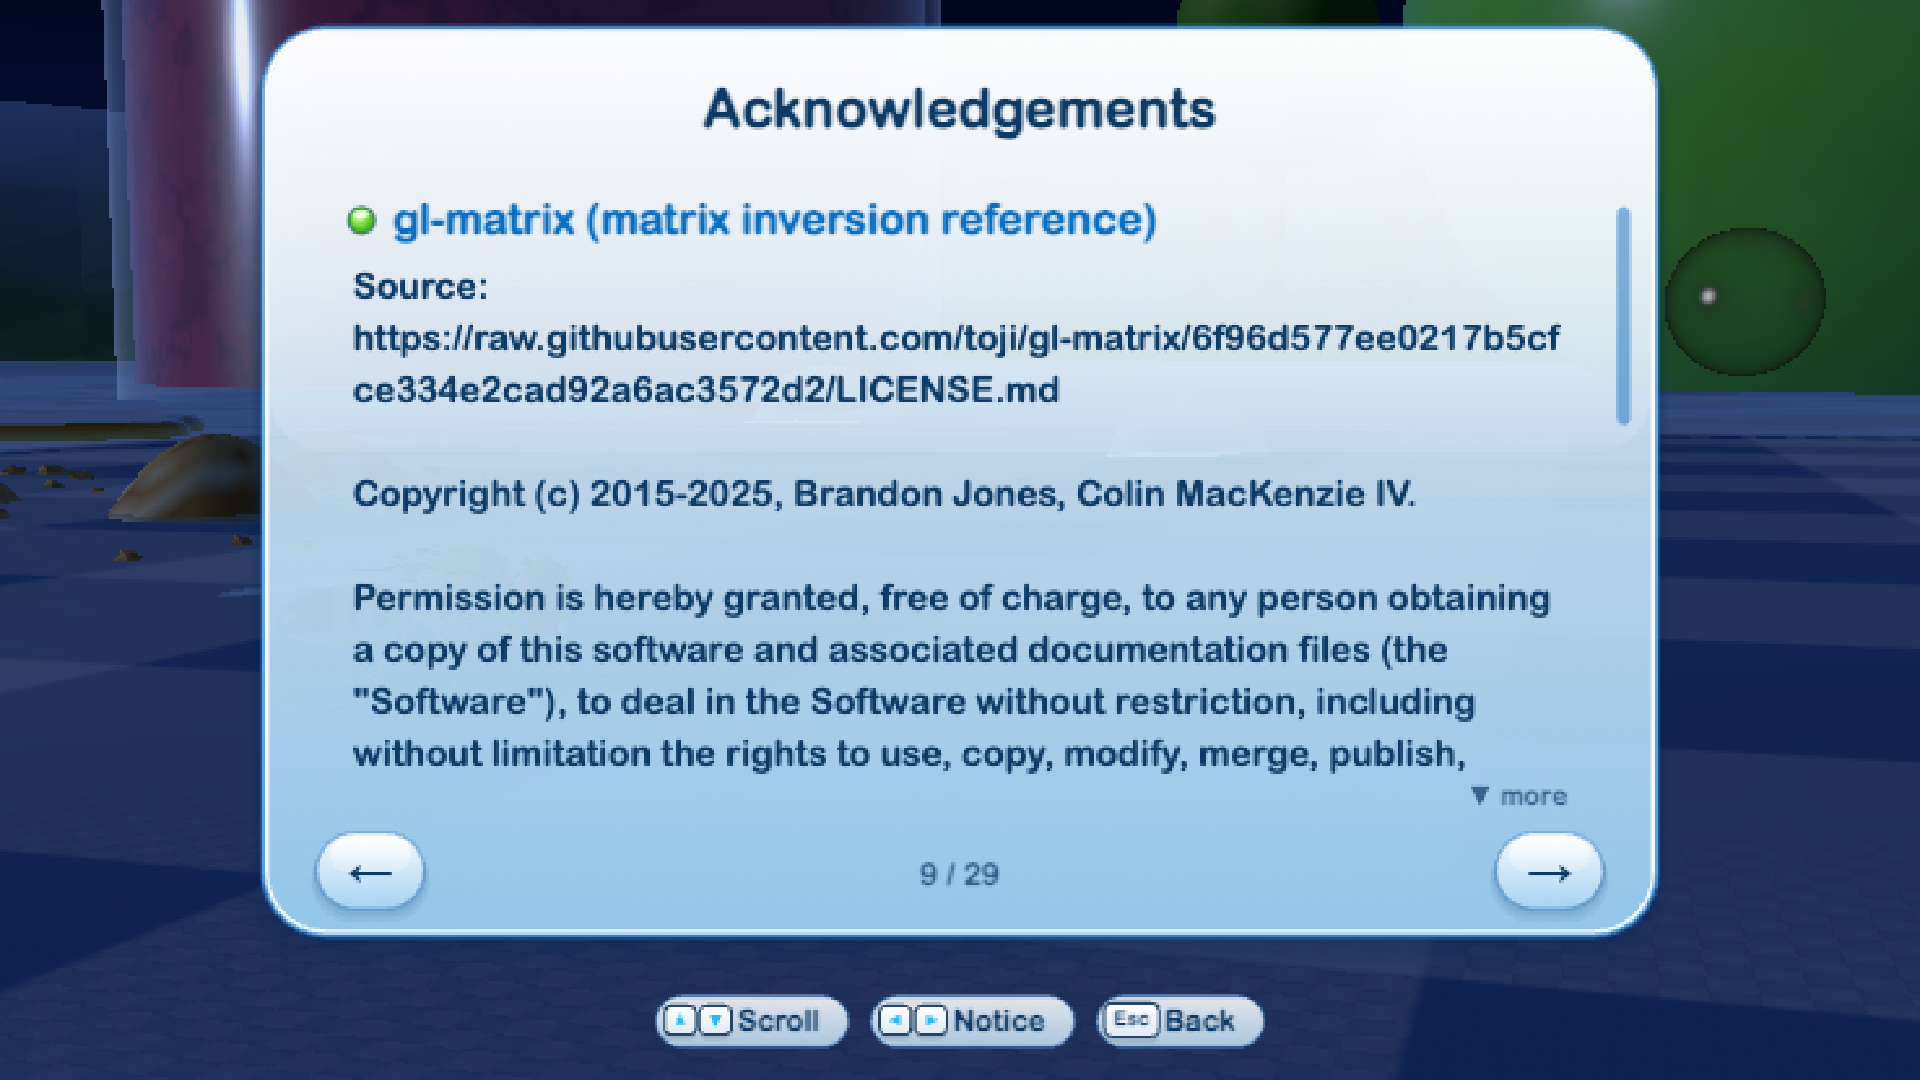 Acknowledgements
gl-matrix (matrix inversion reference)
Source:
https://raw.githubusercontent.com/toji/gl-matrix/6f96d577ee0217b5cf
ce334e2cad92a6ac3572d2/LICENSE.md
Copyright (c) 2015-2025, Brandon Jones, Colin MacKenzie IV.
Permission is hereby granted, free of charge, to any person obtaining
a copy of this software and associated documentation files (the
"Software"), to deal in the Software without restriction, including
without limitation the rights to use, copy, modify, merge, publish,
▼ more
← 9 / 29 →
Scroll Notice Esc Back